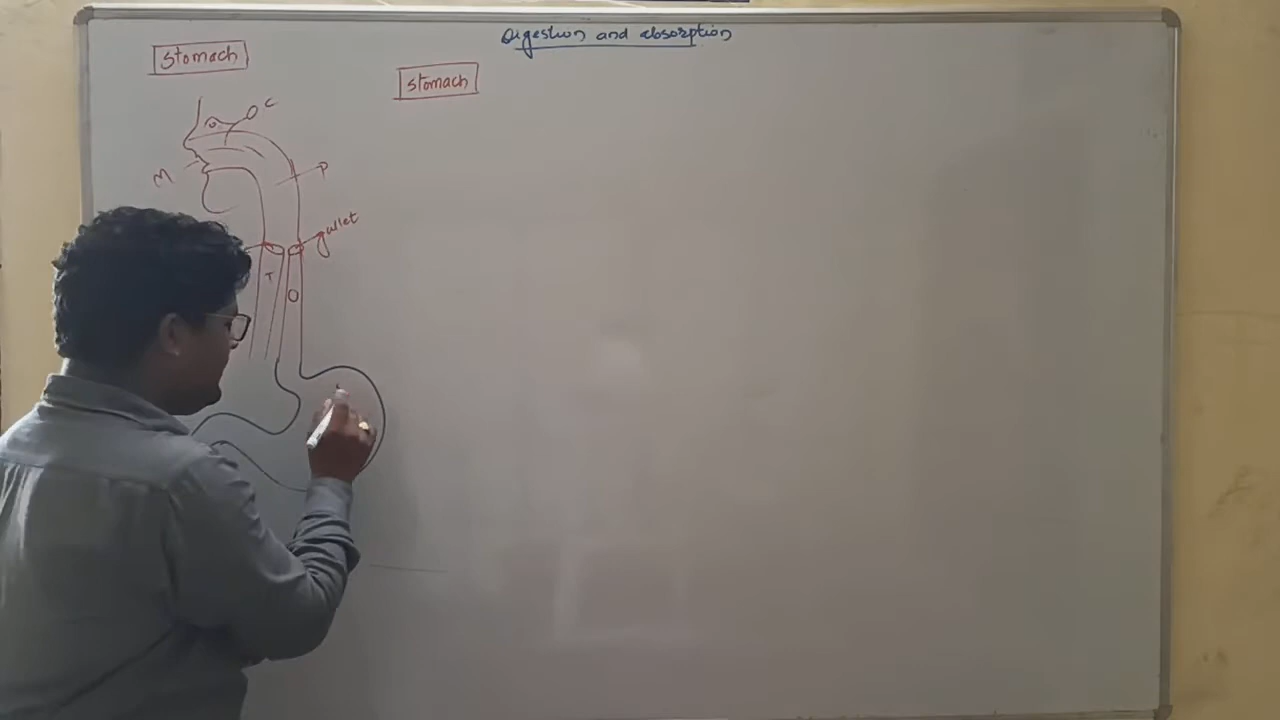 Digestion and absorption
Stomach
Stomach
C
M
P
gullet
T
O